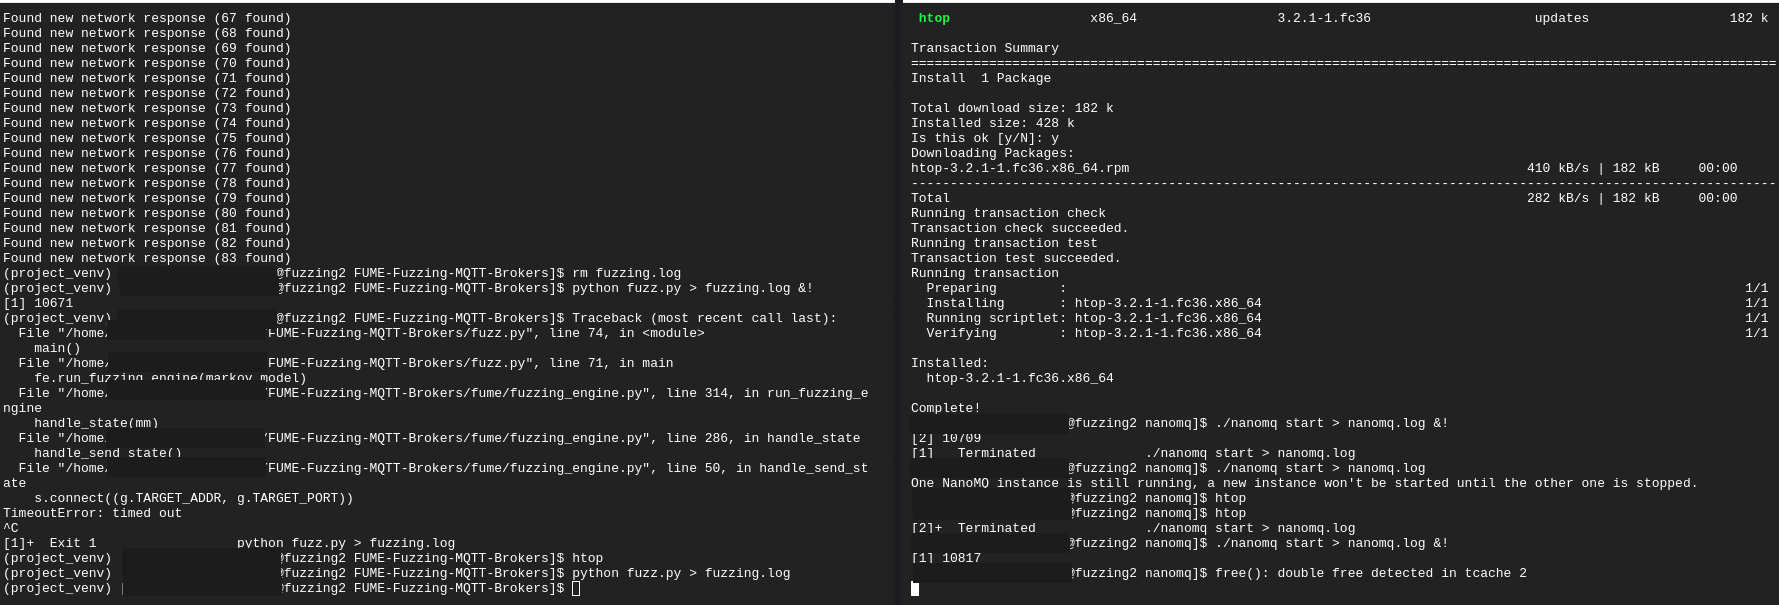 Found new network response (67 found)
Found new network response (68 found)
Found new network response (69 found)
Found new network response (70 found)
Found new network response (71 found)
Found new network response (72 found)
Found new network response (73 found)
Found new network response (74 found)
Found new network response (75 found)
Found new network response (76 found)
Found new network response (77 found)
Found new network response (78 found)
Found new network response (79 found)
Found new network response (80 found)
Found new network response (81 found)
Found new network response (82 found)
Found new network response (83 found)
(project_venv) @fuzzing2 FUME-Fuzzing-MQTT-Brokers]$ rm fuzzing.log
(project_venv) @fuzzing2 FUME-Fuzzing-MQTT-Brokers]$ python fuzz.py > fuzzing.log &!
[1] 10671
(project_venv) @fuzzing2 FUME-Fuzzing-MQTT-Brokers]$ Traceback (most recent call last):
  File "/home/ FUME-Fuzzing-MQTT-Brokers/fuzz.py", line 74, in <module>
    main()
  File "/home/ FUME-Fuzzing-MQTT-Brokers/fuzz.py", line 71, in main
    fe.run_fuzzing_engine(markov_model)
  File "/home/ /FUME-Fuzzing-MQTT-Brokers/fume/fuzzing_engine.py", line 314, in run_fuzzing_e
ngine
    handle_state(mm)
  File "/home. /FUME-Fuzzing-MQTT-Brokers/fume/fuzzing_engine.py", line 286, in handle_state
    handle_send_state()
  File "/home/ /FUME-Fuzzing-MQTT-Brokers/fume/fuzzing_engine.py", line 50, in handle_send_st
ate
    s.connect((g.TARGET_ADDR, g.TARGET_PORT))
TimeoutError: timed out
^C
[1]+  Exit 1                  python fuzz.py > fuzzing.log
(project_venv) @fuzzing2 FUME-Fuzzing-MQTT-Brokers]$ htop
(project_venv) @fuzzing2 FUME-Fuzzing-MQTT-Brokers]$ python fuzz.py > fuzzing.log
(project_venv) @fuzzing2 FUME-Fuzzing-MQTT-Brokers]$
htop x86_64 3.2.1-1.fc36 updates 182 k
Transaction Summary
================================================================================
Install  1 Package
Total download size: 182 k
Installed size: 428 k
Is this ok [y/N]: y
Downloading Packages:
htop-3.2.1-1.fc36.x86_64.rpm 410 kB/s | 182 kB     00:00
--------------------------------------------------------------------------------
Total 282 kB/s | 182 kB     00:00
Running transaction check
Transaction check succeeded.
Running transaction test
Transaction test succeeded.
Running transaction
  Preparing        : 1/1
  Installing       : htop-3.2.1-1.fc36.x86_64 1/1
  Running scriptlet: htop-3.2.1-1.fc36.x86_64 1/1
  Verifying        : htop-3.2.1-1.fc36.x86_64 1/1
Installed:
  htop-3.2.1-1.fc36.x86_64
Complete!
@fuzzing2 nanomq]$ ./nanomq start > nanomq.log &!
[2] 10709
[1]   Terminated              ./nanomq start > nanomq.log
@fuzzing2 nanomq]$ ./nanomq start > nanomq.log
One NanoMQ instance is still running, a new instance won't be started until the other one is stopped.
@fuzzing2 nanomq]$ htop
@fuzzing2 nanomq]$ htop
[2]+  Terminated              ./nanomq start > nanomq.log
@fuzzing2 nanomq]$ ./nanomq start > nanomq.log &!
[1] 10817
@fuzzing2 nanomq]$ free(): double free detected in tcache 2